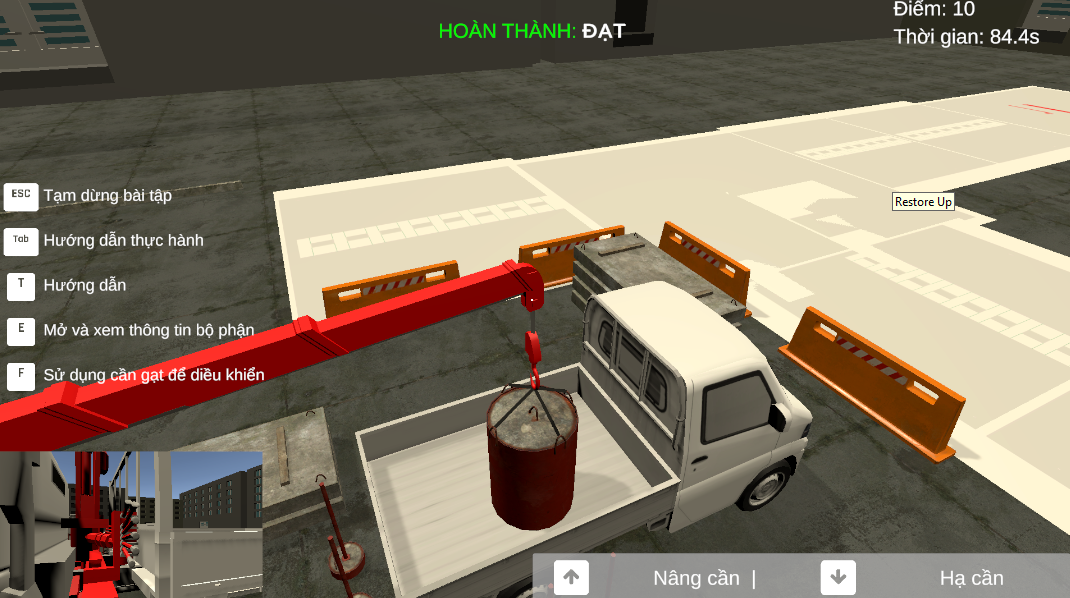 Điểm: 10
HOÀN THÀNH: ĐẠT
Thời gian: 84.4s
ESC Tạm dừng bài tập
Restore Up
Tab Hướng dẫn thực hành
T Hướng dẫn
E Mở và xem thông tin bộ phận
F Sử dụng cần gạt để diều khiển
Nâng cần | Hạ cần